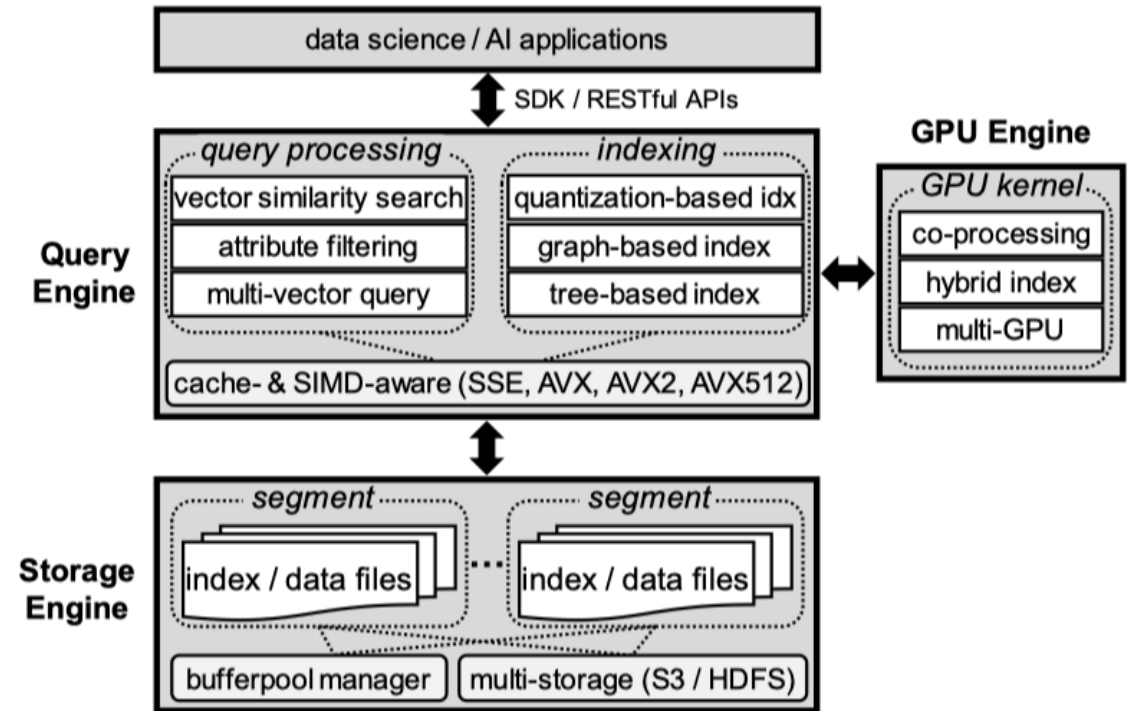 data science / AI applications
SDK / RESTful APIs
Query
Engine
query processing
vector similarity search
attribute filtering
multi-vector query
indexing
quantization-based idx
graph-based index
tree-based index
cache- & SIMD-aware (SSE, AVX, AVX2, AVX512)
GPU Engine
GPU kernel
co-processing
hybrid index
multi-GPU
Storage
Engine
segment
index / data files
...
segment
index / data files
bufferpool manager
multi-storage (S3 / HDFS)